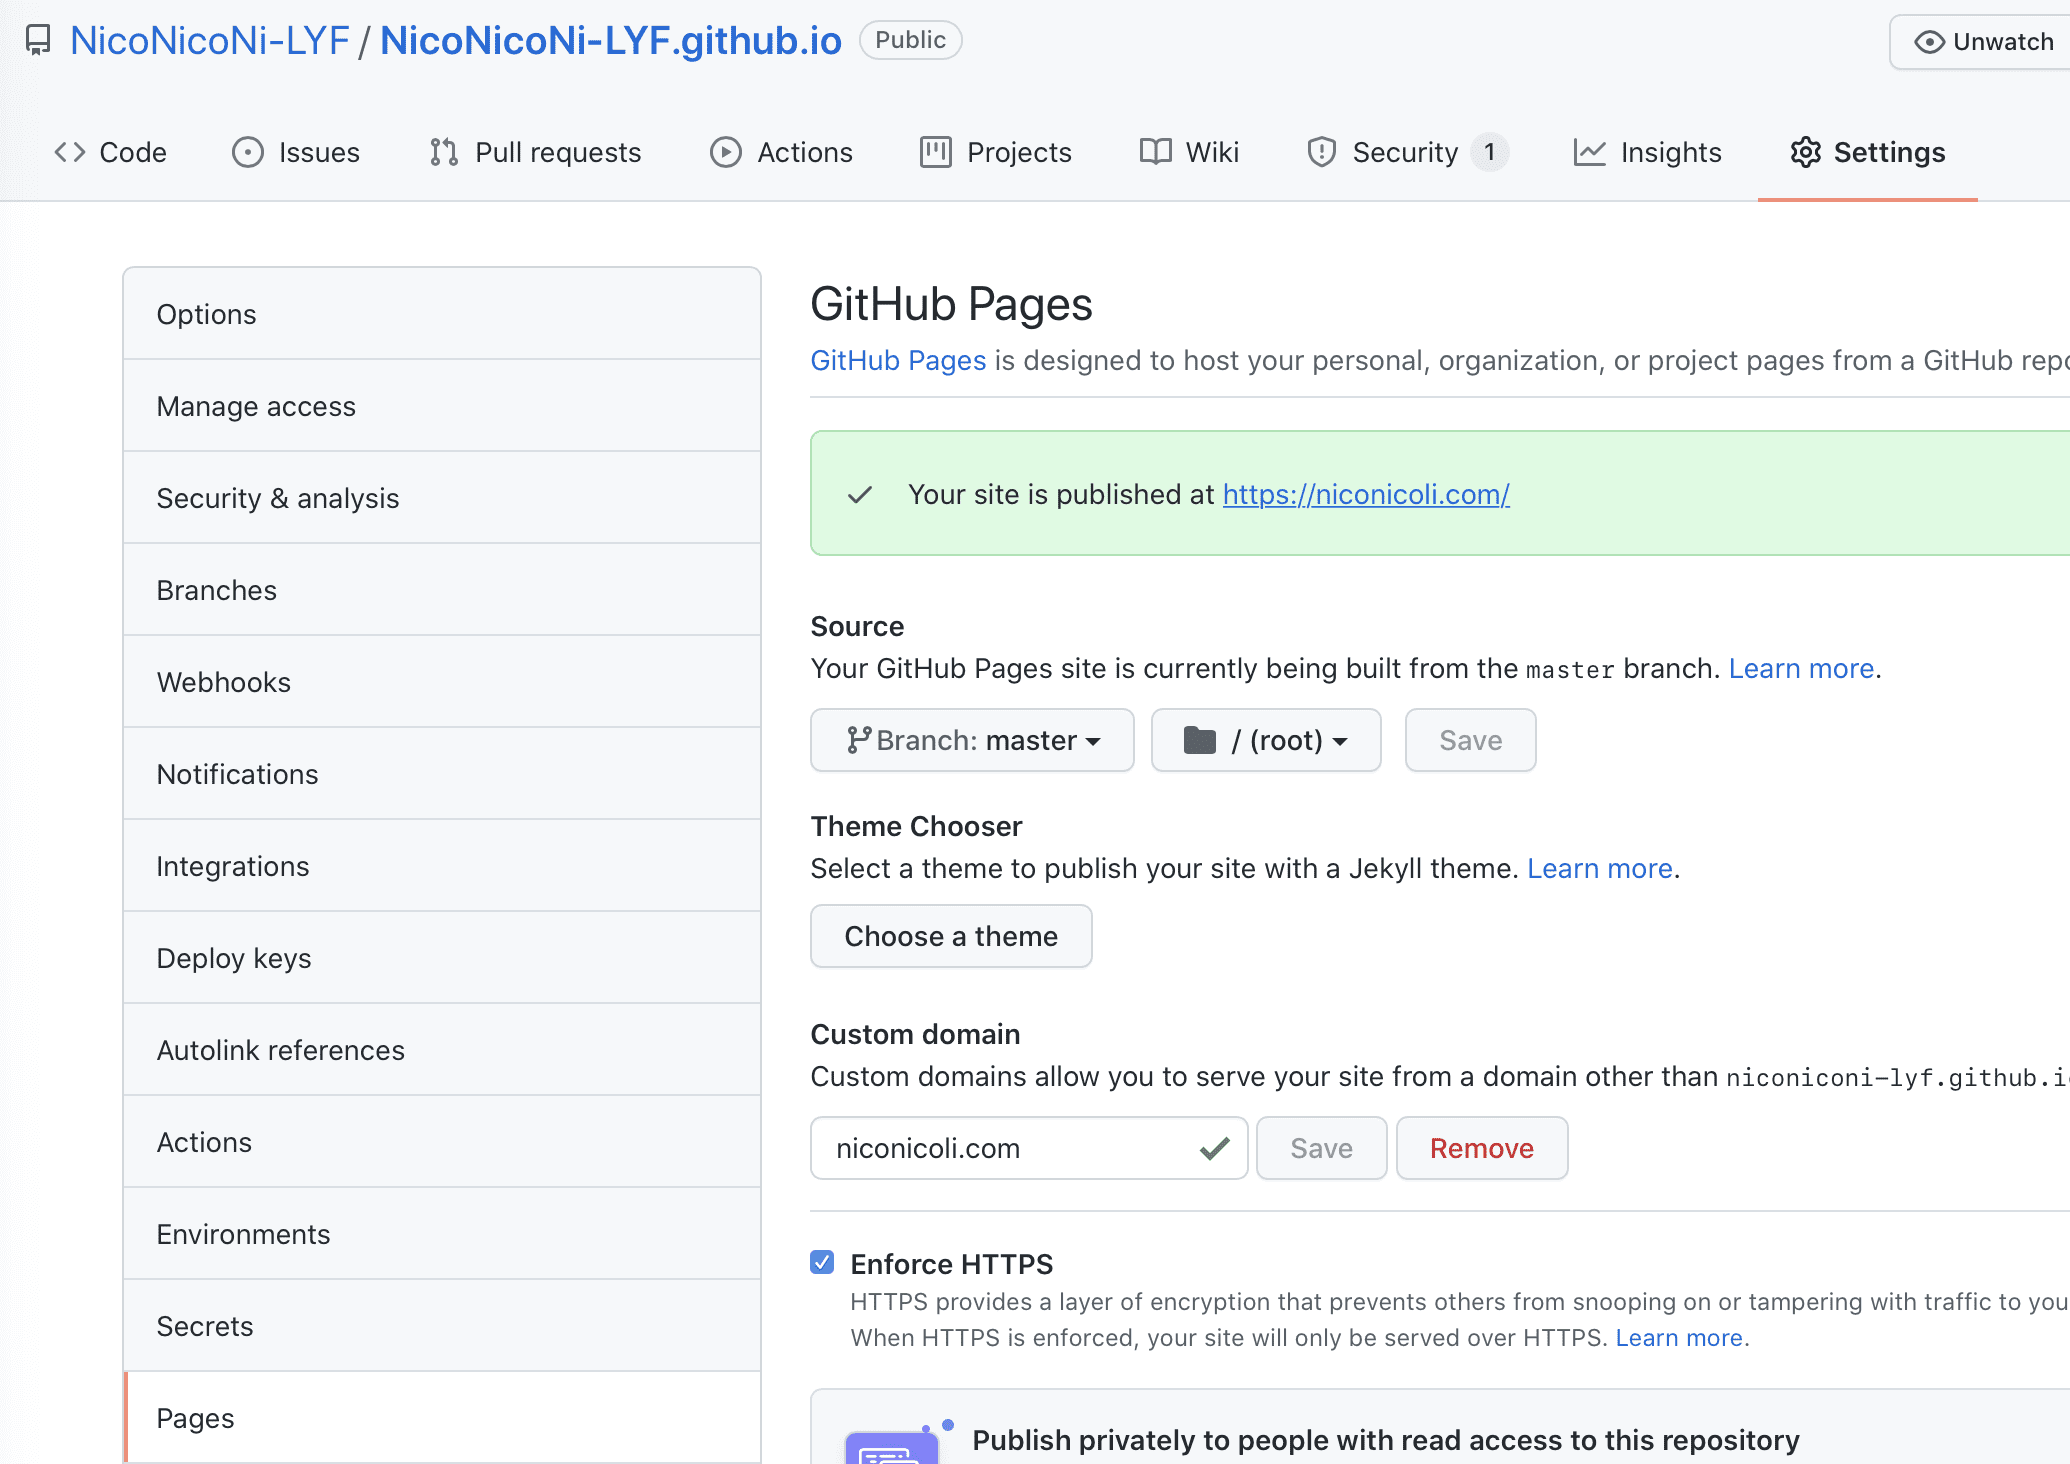 NicoNicoNi-LYF / NicoNicoNi-LYF.github.io Public Unwatch
Code Issues Pull requests Actions Projects Wiki Security 1 Insights Settings
Options
Manage access
Security & analysis
Branches
Webhooks
Notifications
Integrations
Deploy keys
Autolink references
Actions
Environments
Secrets
Pages
GitHub Pages
GitHub Pages is designed to host your personal, organization, or project pages from a GitHub repo
Your site is published at https://niconicoli.com/
Source
Your GitHub Pages site is currently being built from the master branch. Learn more.
Branch: master / (root) Save
Theme Chooser
Select a theme to publish your site with a Jekyll theme. Learn more.
Choose a theme
Custom domain
Custom domains allow you to serve your site from a domain other than niconiconi-lyf.github.i
niconicoli.com Save Remove
Enforce HTTPS
HTTPS provides a layer of encryption that prevents others from snooping on or tampering with traffic to you
When HTTPS is enforced, your site will only be served over HTTPS. Learn more.
Publish privately to people with read access to this repository